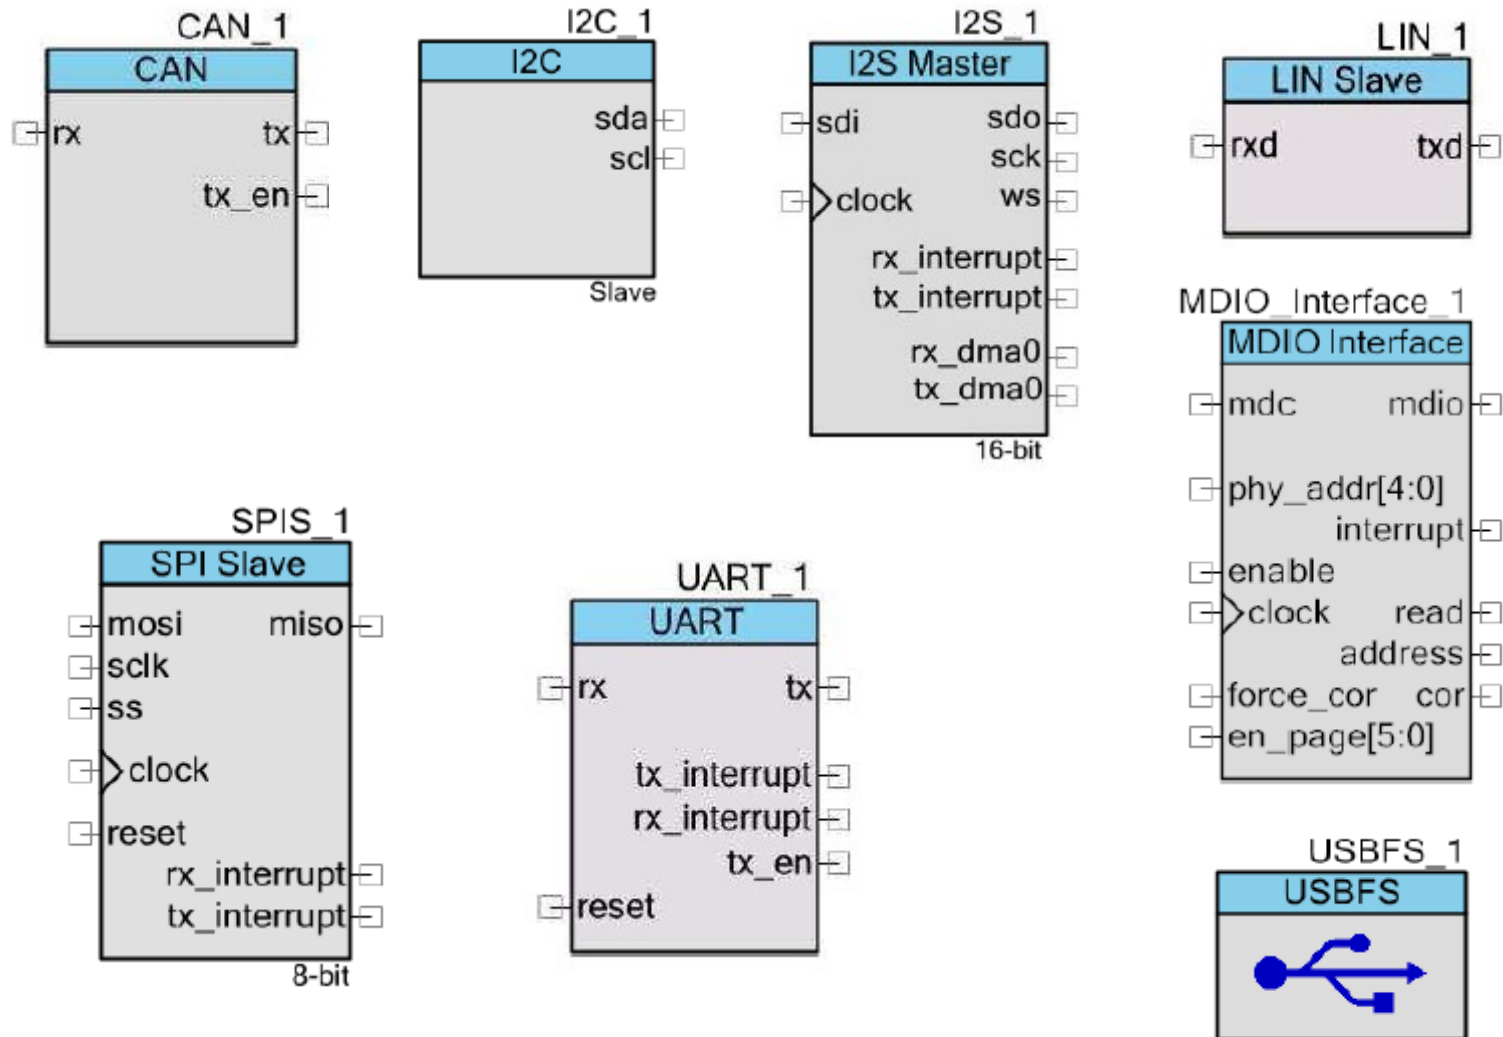 CAN_1
CAN
rx tx
tx_en
I2C_1
I2C
sda
scl
Slave
I2S_1
I2S Master
sdi sdo
sck
clock ws
rx_interrupt
tx_interrupt
rx_dma0
tx_dma0
16-bit
LIN_1
LIN Slave
rxd txd
MDIO_Interface_1
MDIO Interface
mdc mdio
phy_addr[4:0]
interrupt
enable
clock read
address
force_cor cor
en_page[5:0]
SPIS_1
SPI Slave
mosi miso
sclk
ss
clock
reset
rx_interrupt
tx_interrupt
8-bit
UART_1
UART
rx tx
tx_interrupt
rx_interrupt
tx_en
reset
USBFS_1
USBFS